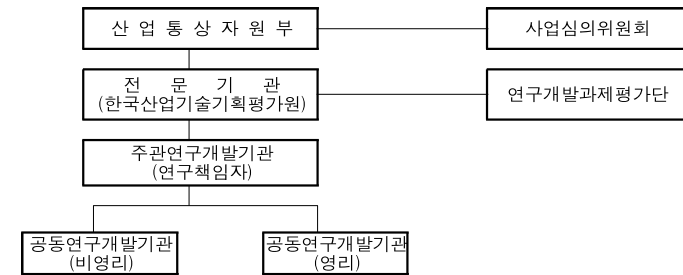 산 업 통 상 자 원 부
사업심의위원회
전 문 기 관
(한국산업기술기획평가원)
연구개발과제평가단
주관연구개발기관
(연구책임자)
공동연구개발기관
(비영리)
공동연구개발기관
(영리)